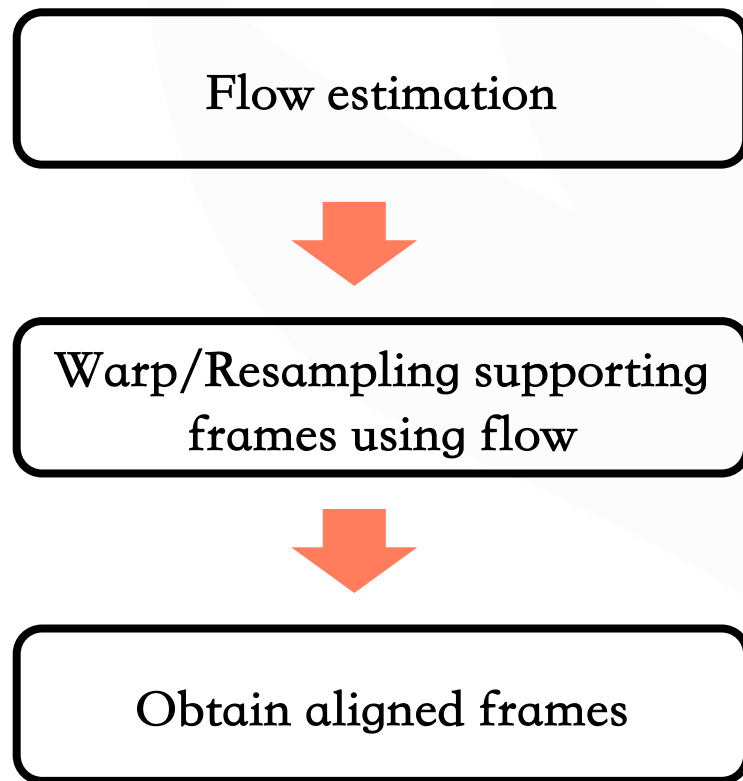 Flow estimation
Warp/Resampling supporting
frames using flow
Obtain aligned frames